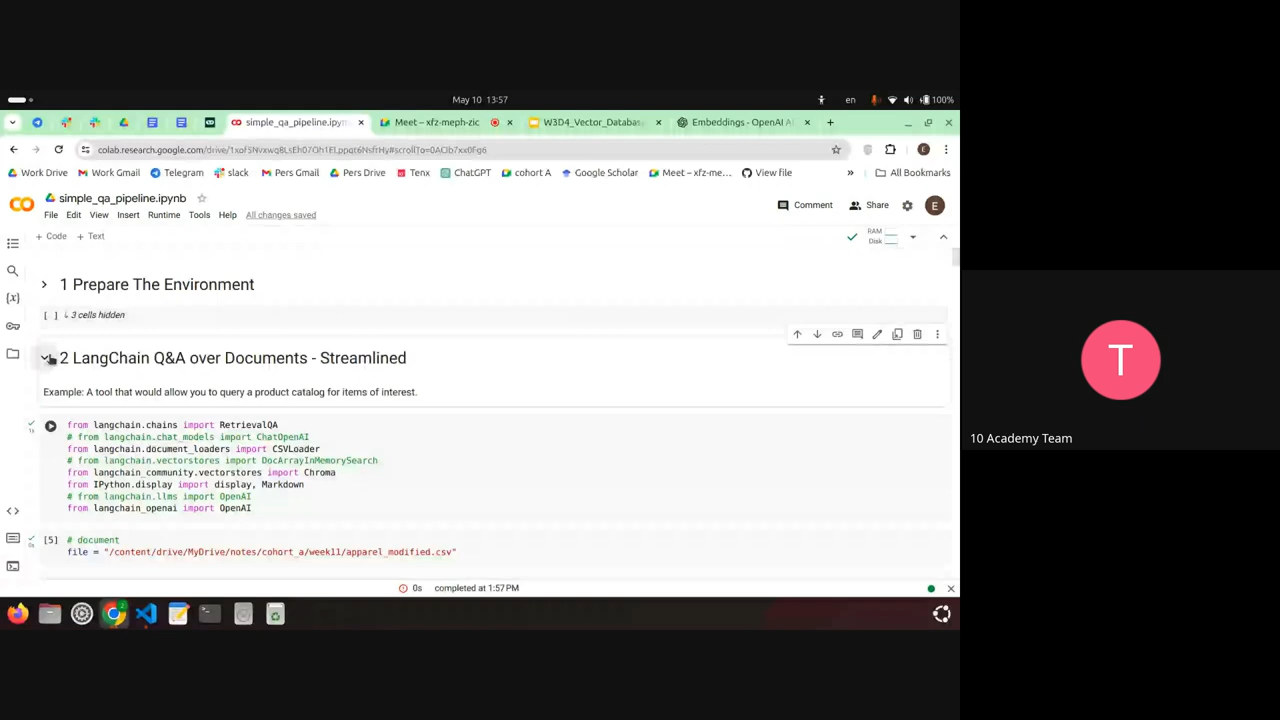 May 10 13:57
en
100%
simple_qa_pipeline.ipynb
Meet – xfz-meph-zic
W3D4_Vector_Databas
Embeddings - OpenAI A
Work Drive
Work Gmail
Telegram
slack
Pers Gmail
Pers Drive
Tenx
ChatGPT
cohort A
Google Scholar
Meet – xfz-me...
View file
All Bookmarks
simple_qa_pipeline.ipynb
Comment
Share
E
File Edit View Insert Runtime Tools Help All changes saved
+ Code + Text
RAM
Disk
1 Prepare The Environment
[ ] ↳ 3 cells hidden
2 LangChain Q&A over Documents - Streamlined
Example: A tool that would allow you to query a product catalog for items of interest.
from langchain.chains import RetrievalQA
# from langchain.chat_models import ChatOpenAI
from langchain.document_loaders import CSVLoader
# from langchain.vectorstores import DocArrayInMemorySearch
from langchain_community.vectorstores import Chroma
from IPython.display import display, Markdown
# from langchain.llms import OpenAI
from langchain_openai import OpenAI
[5] # document
file = "/content/drive/MyDrive/notes/cohort_a/week11/apparel_modified.csv"
0s completed at 1:57 PM
T
10 Academy Team